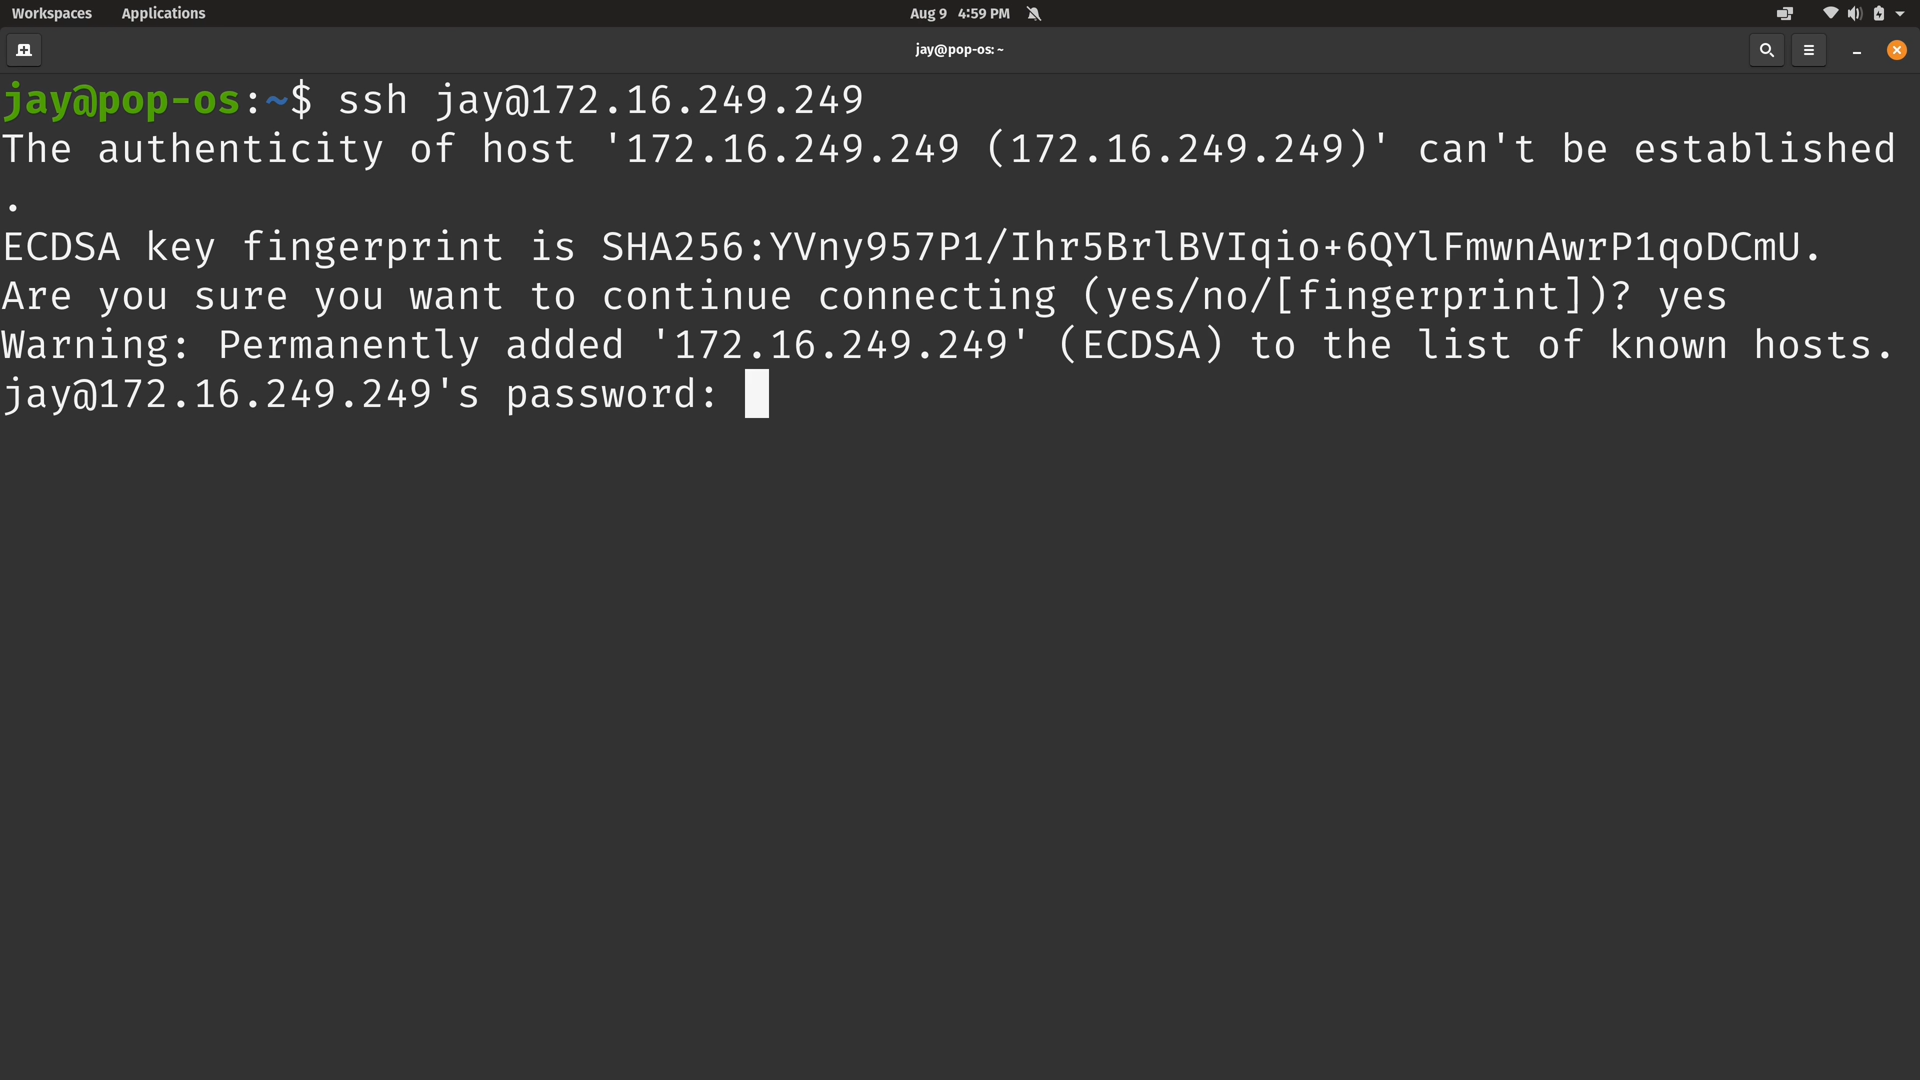 Workspaces Applications Aug 9 4:59 PM
jay@pop-os: ~
jay@pop-os:~$ ssh jay@172.16.249.249
The authenticity of host '172.16.249.249 (172.16.249.249)' can't be established
.
ECDSA key fingerprint is SHA256:YVny957P1/Ihr5BrlBVIqio+6QYlFmwnAwrP1qoDCmU.
Are you sure you want to continue connecting (yes/no/[fingerprint])? yes
Warning: Permanently added '172.16.249.249' (ECDSA) to the list of known hosts.
jay@172.16.249.249's password: